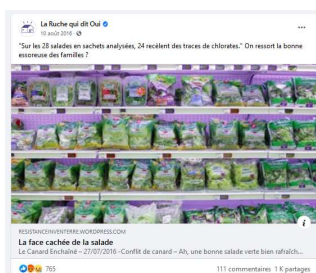 La Ruche qui dit Oui
10 août 2016
"Sur les 28 salades en sachets analysées, 24 recèlent des traces de chlorates." On ressort la bonne
essoreuse des familles ?
RESISTANCEINVENTERRE.WORDPRESS.COM
La face cachée de la salade
Le Canard Enchaîné – 27/07/2016 -Conflit de canard – Ah, une bonne salade verte bien rafraîch...
765
111 commentaires 1 K partages